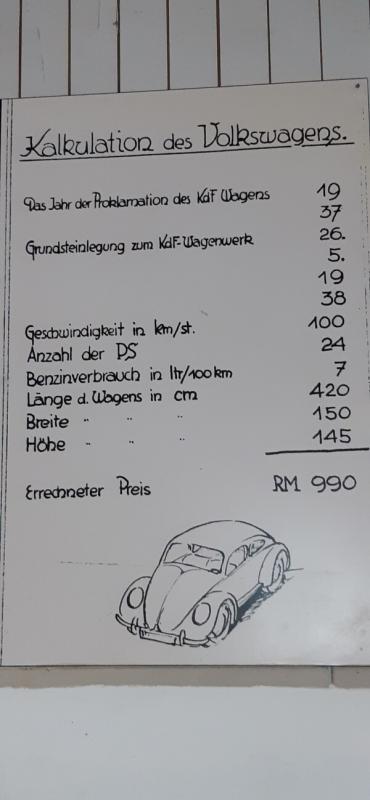 Kalkulation des Volkswagens.
Das Jahr der Proklamation des KdF Wagens 19
37
Grundsteinlegung zum KdF-Wagenwerk 26.
5.
19
38
Geschwindigkeit in km/st. 100
Anzahl der PS 24
Benzinverbrauch in ltr/100km 7
Länge d. Wagens in cm 420
Breite " " " 150
Höhe " " " 145
Errechneter Preis RM 990